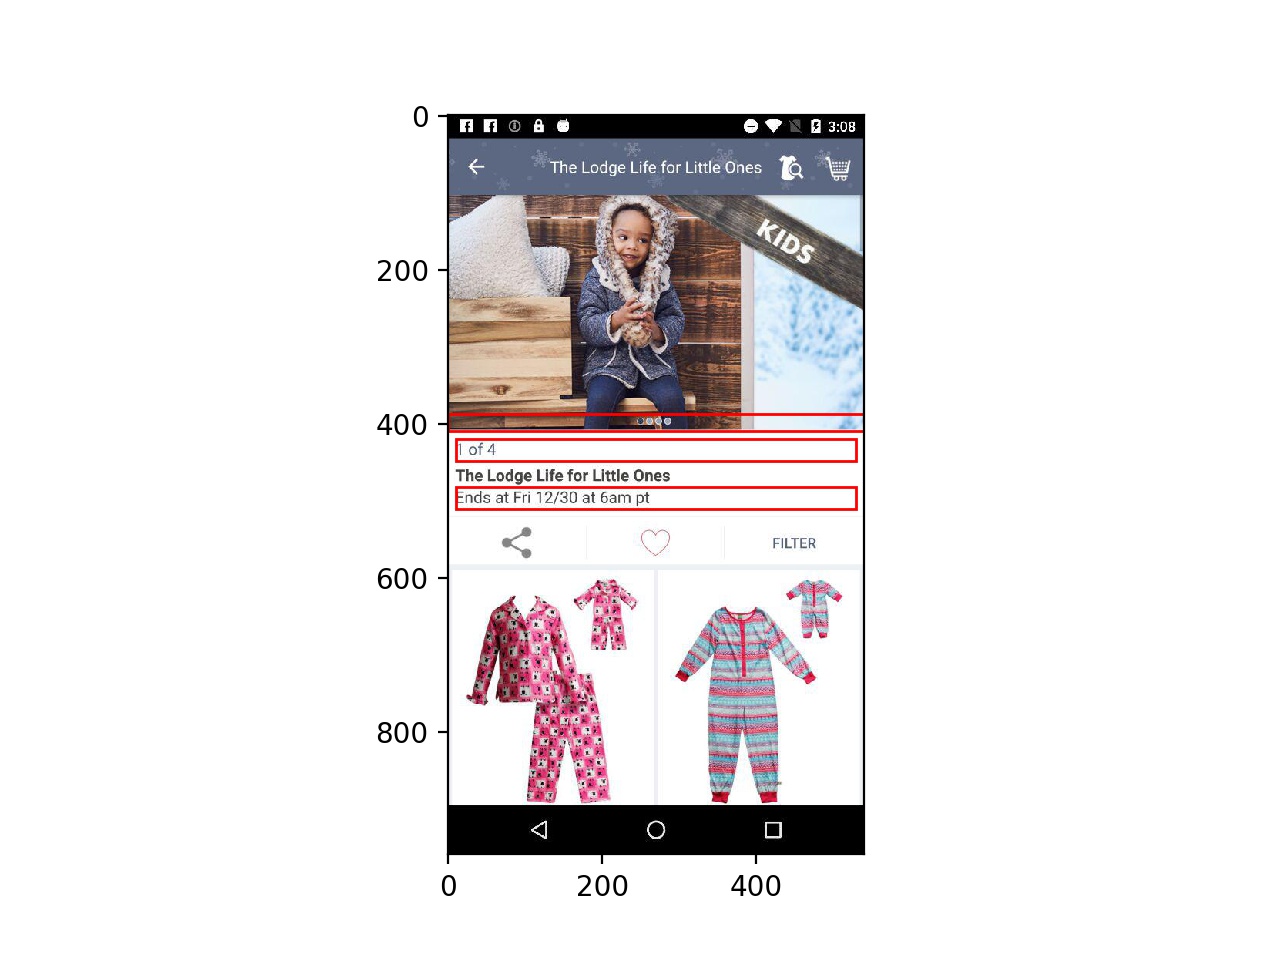 0
200
400
600
800
0
200
400
3:08
The Lodge Life for Little Ones
KIDS
1 of 4
The Lodge Life for Little Ones
Ends at Fri 12/30 at 6am pt
FILTER